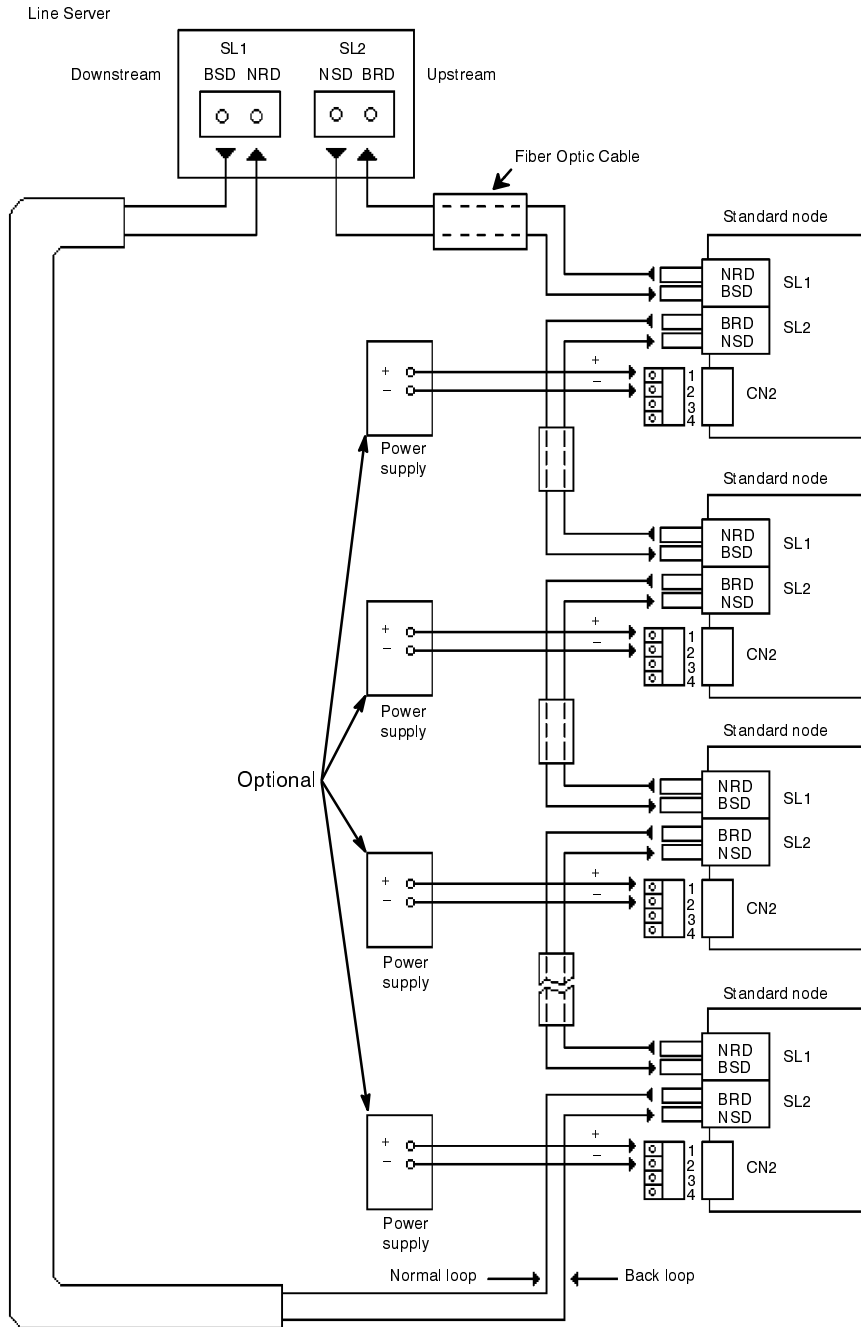 Line Server
SL1 SL2
Downstream BSD NRD NSD BRD Upstream
Fiber Optic Cable
Standard node
NRD
BSD
SL1
BRD
NSD
SL2
+
−
+
−
1
2
3
4
CN2
Power
supply
Standard node
NRD
BSD
SL1
BRD
NSD
SL2
+
−
+
−
1
2
3
4
CN2
Power
supply
Standard node
Optional
NRD
BSD
SL1
BRD
NSD
SL2
+
−
+
−
1
2
3
4
CN2
Power
supply
Standard node
NRD
BSD
SL1
BRD
NSD
SL2
+
−
+
−
1
2
3
4
CN2
Power
supply
Normal loop Back loop